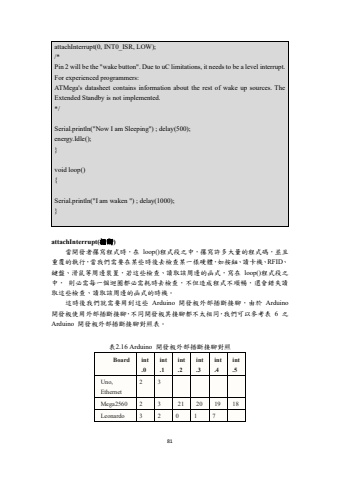 attachInterrupt(0, INT0_ISR, LOW);
/*
Pin 2 will be the "wake button". Due to uC limitations, it needs to be a level interrupt.
For experienced programmers:
ATMega's datasheet contains information about the rest of wake up sources. The
Extended Standby is not implemented.
*/
Serial.println("Now I am Sleeping") ; delay(500);
energy.Idle();
}
void loop()
{
Serial.println("I am waken ") ; delay(1000);
}
attachInterrupt(
當開發者攥寫程式時，在 loop()程式段之中，攥寫許多大量的程式碼，並且
重覆的執行，當我們需要在某些時後去檢查某一樣硬體，如按鈕、讀卡機、RFID、
鍵盤、滑鼠等周邊裝置，若這些檢查、讀取該周邊的函式，寫在 loop()程式段之
中， 則必需每一個迴圈都必需耗時去檢查，不但造成程式不順暢，還會錯失讀
取這些檢查、讀取該周邊的函式的時機。
這時後我們就需要用到這些 Arduino 開發板外部插斷接腳，由於 Arduino
開發板使用外部插斷接腳，不同開發板其接腳都不太相同，我們可以參考表 6 之
Arduino 開發板外部插斷接腳對照表。
表2.16 Arduino 開發板外部插斷接腳對照
Board int .0 int .1 int .2 int .3 int .4 int .5
Uno, Ethernet 2 3
Mega2560 2 3 21 20 19 18
Leonardo 3 2 0 1 7
81